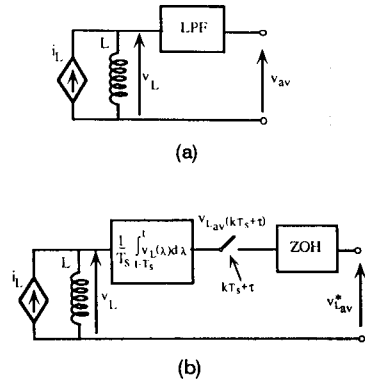 LPF
i_L
L
v_L
v_av
(a)
v_Lav(kT_s+τ)
1/T_s ∫_{t-T_s}^{t} v_L(λ)dλ
ZOH
i_L
L
v_L
kT_s+τ
v*_Lav
(b)